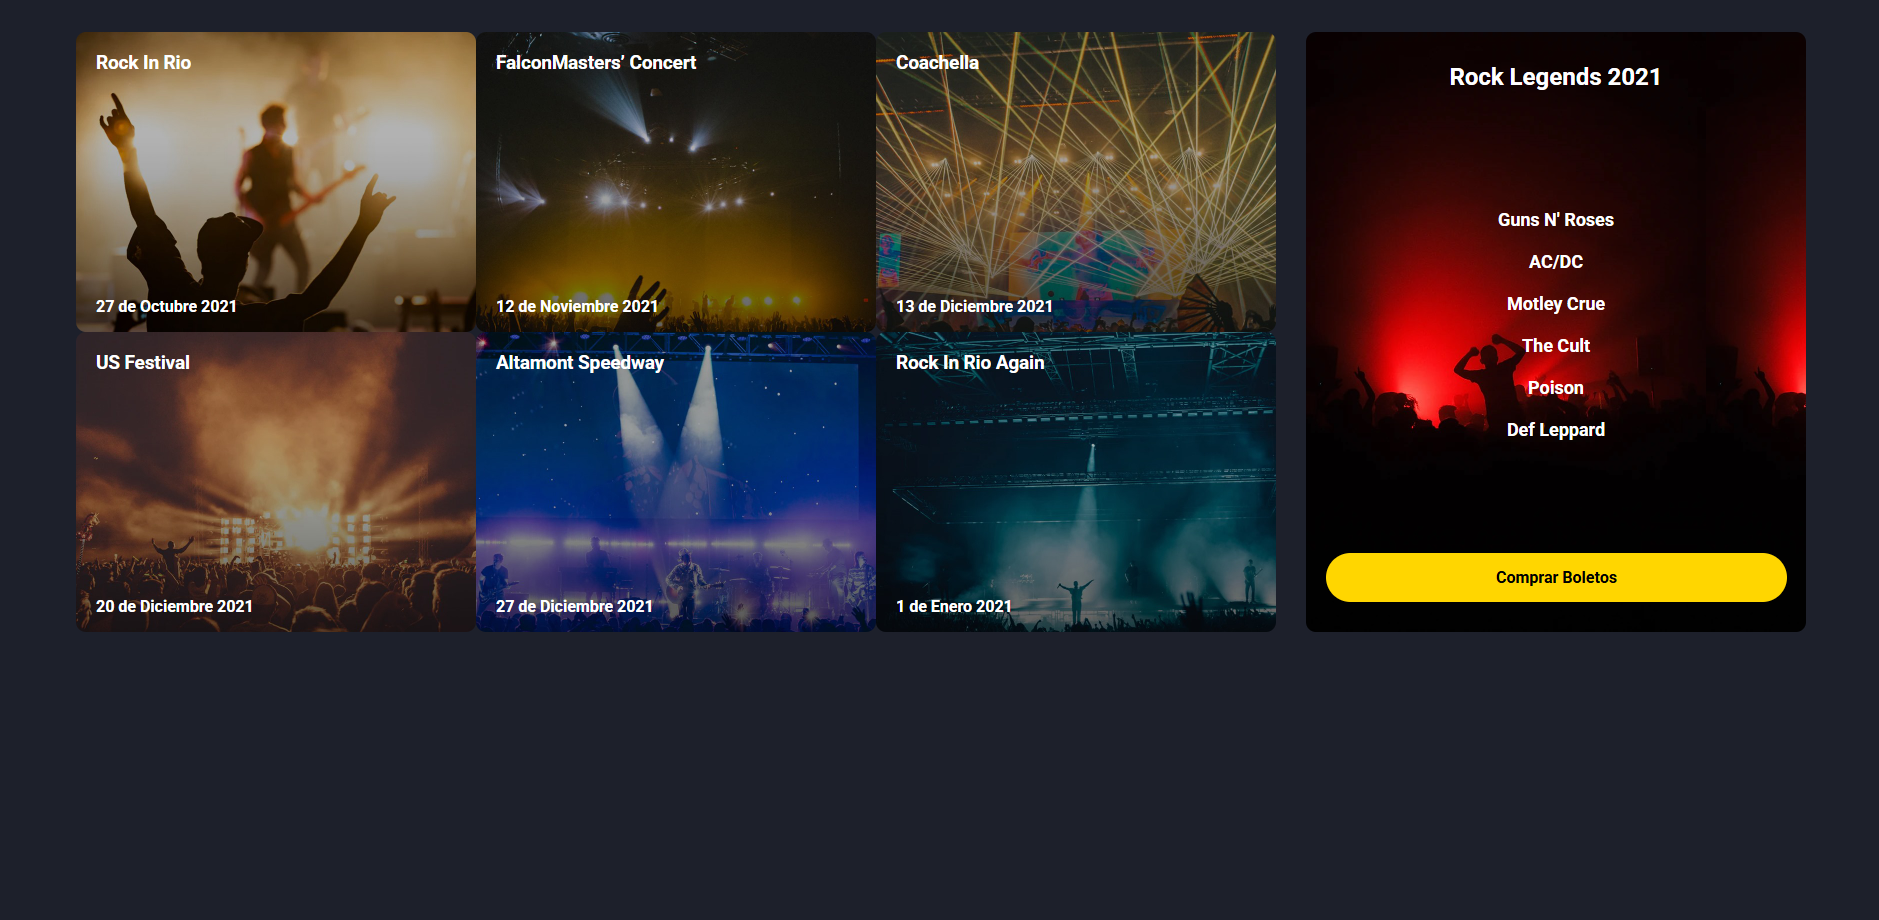 Rock In Rio
27 de Octubre 2021
FalconMasters’ Concert
12 de Noviembre 2021
Coachella
13 de Diciembre 2021
US Festival
20 de Diciembre 2021
Altamont Speedway
27 de Diciembre 2021
Rock In Rio Again
1 de Enero 2021
Rock Legends 2021
Guns N' Roses
AC/DC
Motley Crue
The Cult
Poison
Def Leppard
Comprar Boletos